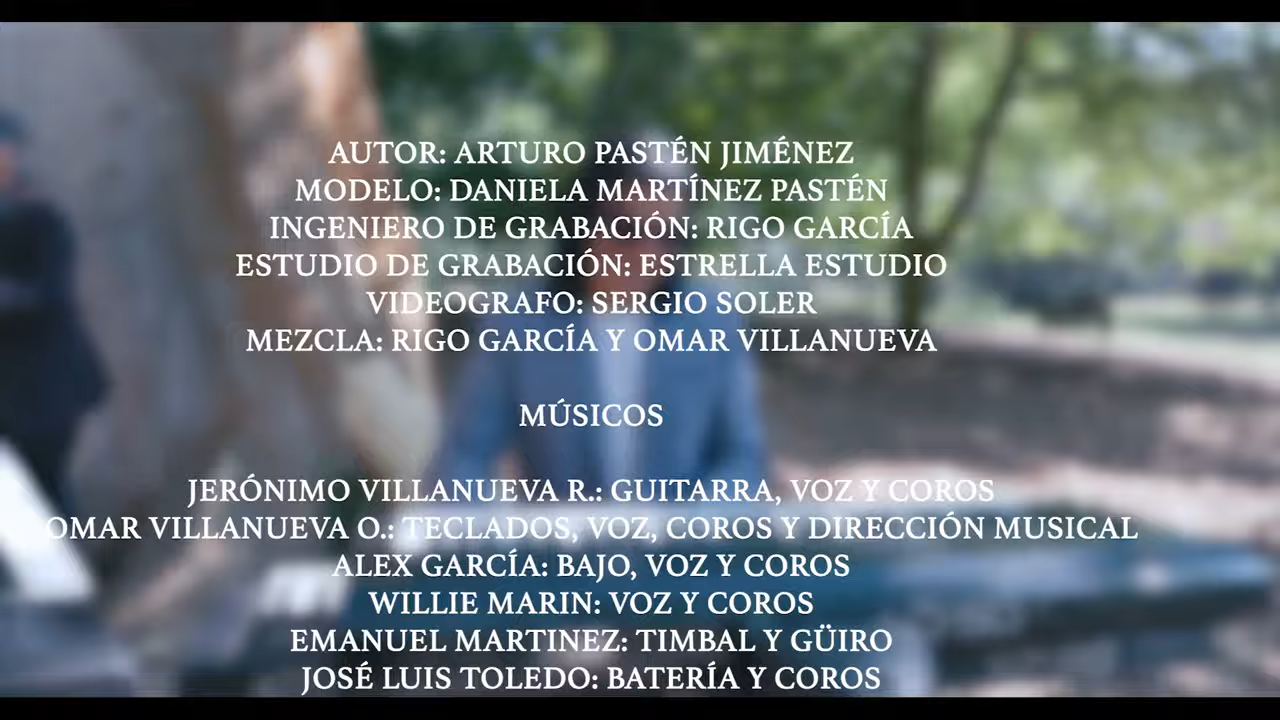 AUTOR: ARTURO PASTÉN JIMÉNEZ
MODELO: DANIELA MARTÍNEZ PASTÉN
INGENIERO DE GRABACIÓN: RIGO GARCÍA
ESTUDIO DE GRABACIÓN: ESTRELLA ESTUDIO
VIDEOGRAFO: SERGIO SOLER
MEZCLA: RIGO GARCÍA Y OMAR VILLANUEVA
MÚSICOS
JERÓNIMO VILLANUEVA R.: GUITARRA, VOZ Y COROS
OMAR VILLANUEVA O.: TECLADOS, VOZ, COROS Y DIRECCIÓN MUSICAL
ALEX GARCÍA: BAJO, VOZ Y COROS
WILLIE MARIN: VOZ Y COROS
EMANUEL MARTINEZ: TIMBAL Y GÜIRO
JOSÉ LUIS TOLEDO: BATERÍA Y COROS